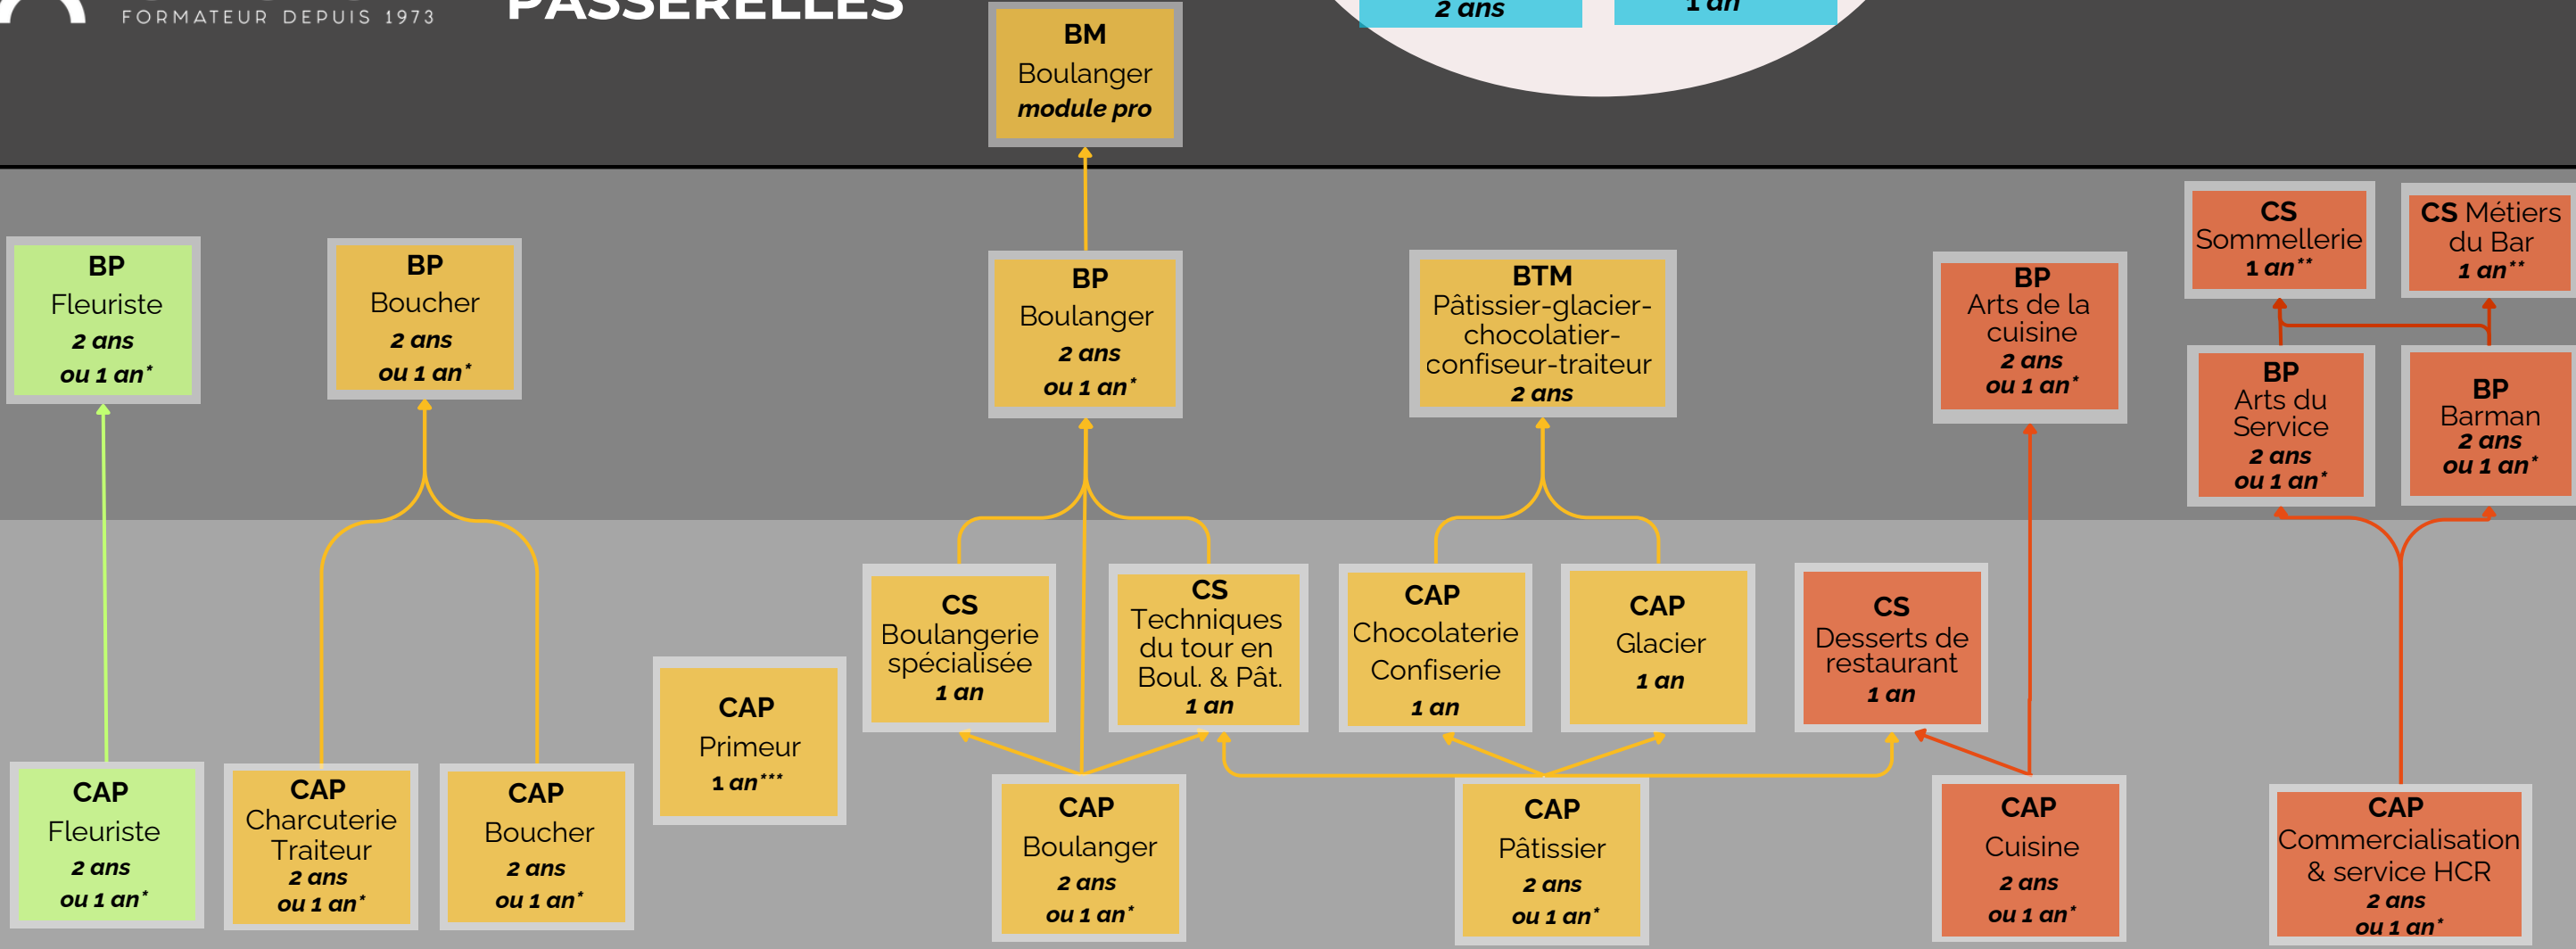 FORMATEUR DEPUIS 1973
PASSERELLES
2 ans
1 an
BM
Boulanger
module pro
BP
Fleuriste
2 ans
ou 1 an*
BP
Boucher
2 ans
ou 1 an*
BP
Boulanger
2 ans
ou 1 an*
BTM
Pâtissier-glacier-
chocolatier-
confiseur-traiteur
2 ans
BP
Arts de la
cuisine
2 ans
ou 1 an*
CS
Sommellerie
1 an**
CS Métiers
du Bar
1 an**
BP
Arts du
Service
2 ans
ou 1 an*
BP
Barman
2 ans
ou 1 an*
CAP
Fleuriste
2 ans
ou 1 an*
CAP
Charcuterie
Traiteur
2 ans
ou 1 an*
CAP
Boucher
2 ans
ou 1 an*
CAP
Primeur
1 an***
CS
Boulangerie
spécialisée
1 an
CS
Techniques
du tour en
Boul. & Pât.
1 an
CAP
Chocolaterie
Confiserie
1 an
CAP
Glacier
1 an
CS
Desserts de
restaurant
1 an
CAP
Boulanger
2 ans
ou 1 an*
CAP
Pâtissier
2 ans
ou 1 an*
CAP
Cuisine
2 ans
ou 1 an*
CAP
Commercialisation
& service HCR
2 ans
ou 1 an*